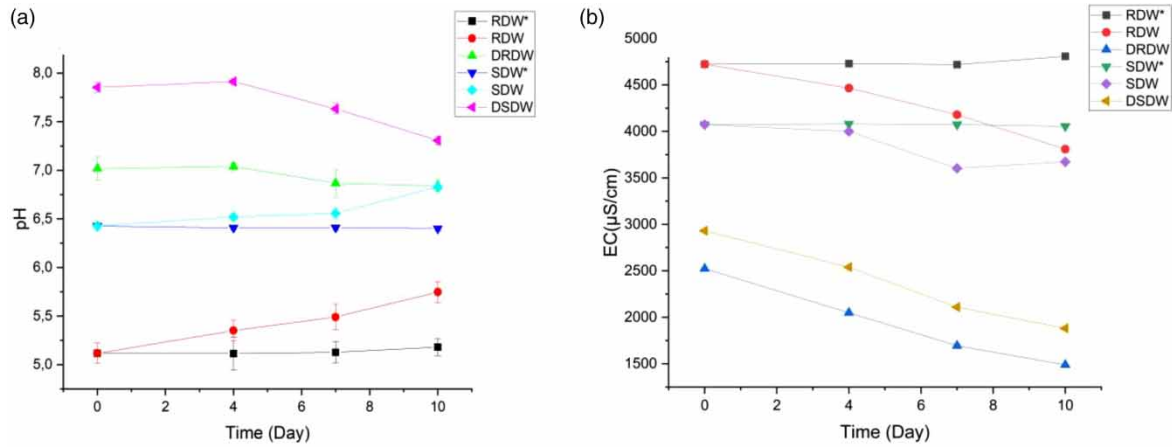 (a)
RDW*
RDW
DRDW
SDW*
SDW
DSDW
8,0
7,5
7,0
6,5
6,0
5,5
5,0
pH
0 2 4 6 8 10
Time (Day)
(b)
RDW*
RDW
DRDW
SDW*
SDW
DSDW
5000
4500
4000
3500
3000
2500
2000
1500
EC(µS/cm)
0 2 4 6 8 10
Time (Day)